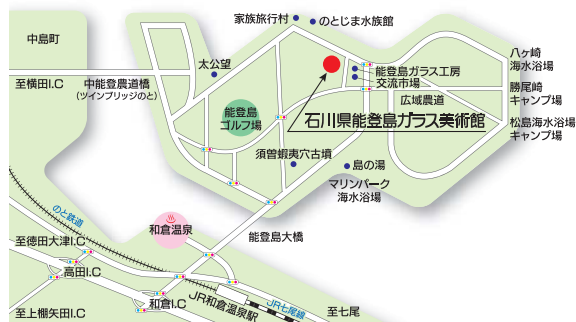 家族旅行村
のとじま水族館
中島町
太公望
八ヶ崎
海水浴場
能登島ガラス工房
交流市場
至横田I.C
中能登農道橋
(ツインブリッジのと)
勝尾崎
キャンプ場
広域農道
能登島
ゴルフ場
石川県能登島ガラス美術館
松島海水浴場
キャンプ場
須曽蝦夷穴古墳
島の湯
マリンパーク
海水浴場
のと鉄道
和倉温泉
能登島大橋
至徳田大津I.C
高田I.C
和倉I.C
JR和倉温泉駅
JR七尾線
至上棚矢田I.C
至七尾